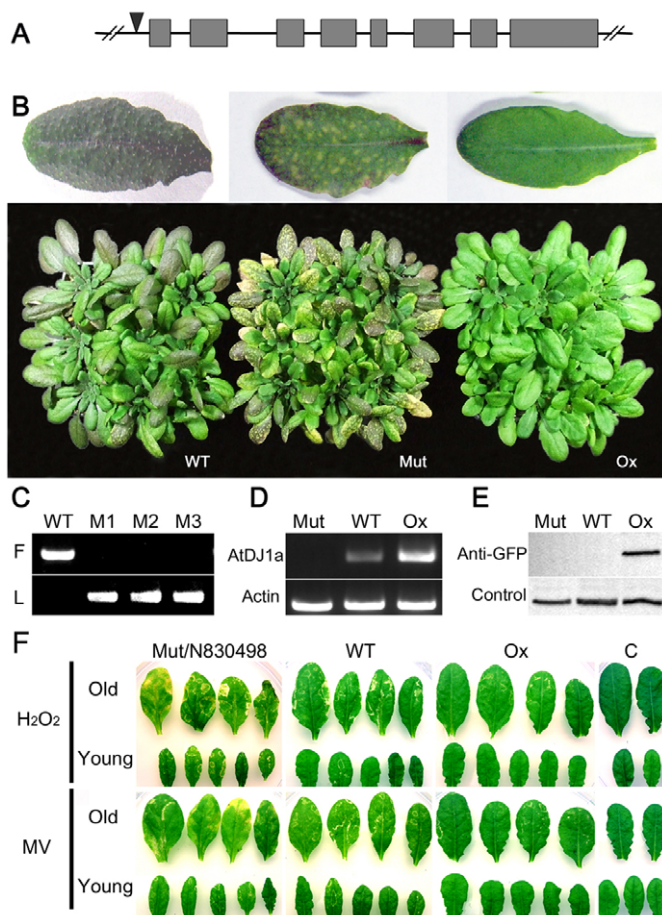 A
B
WT Mut Ox
C D E
WT M1 M2 M3
F
L
Mut WT Ox
AtDJ1a
Actin
Mut WT Ox
Anti-GFP
Control
F
Mut/N830498 WT Ox C
H2O2
Old
Young
MV
Old
Young